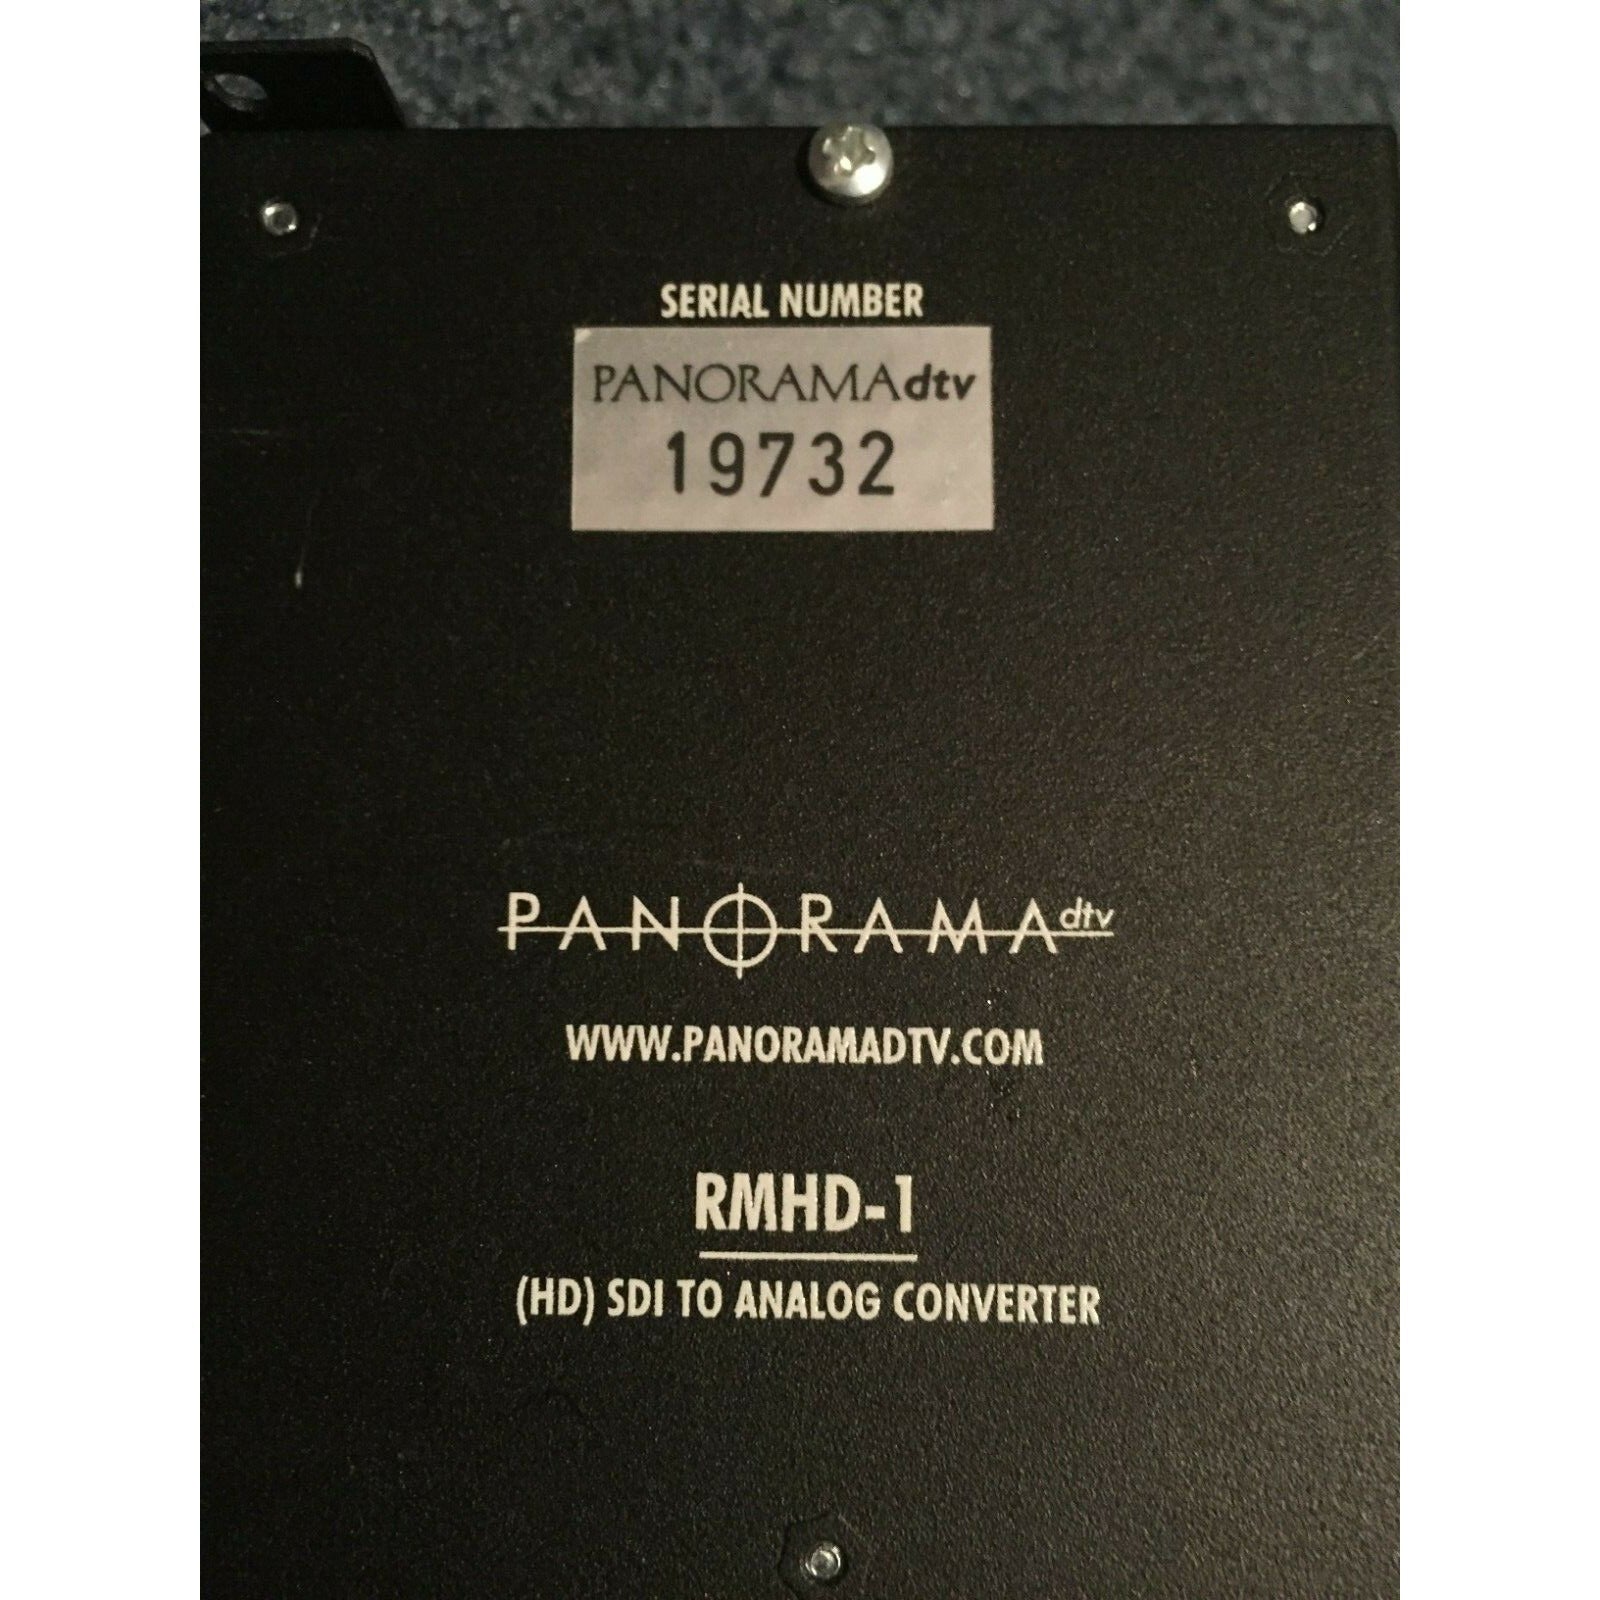 SERIAL NUMBER
PANORAMAdtv
19732
PANORAMAdtv
WWW.PANORAMADTV.COM
RMHD-1
(HD) SDI TO ANALOG CONVERTER